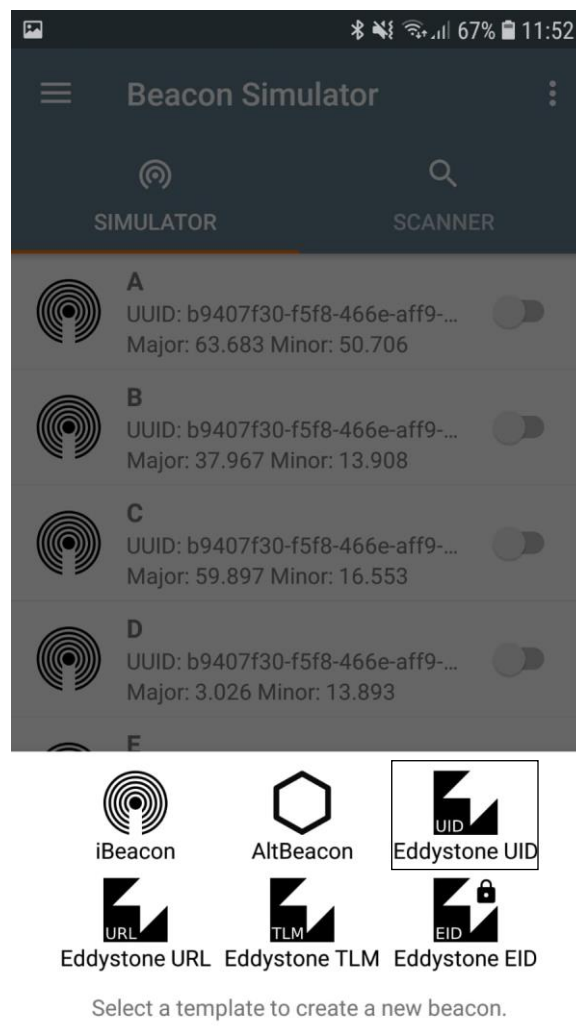 67% 11:52
Beacon Simulator
SIMULATOR SCANNER
A
UUID: b9407f30-f5f8-466e-aff9-...
Major: 63.683 Minor: 50.706
B
UUID: b9407f30-f5f8-466e-aff9-...
Major: 37.967 Minor: 13.908
C
UUID: b9407f30-f5f8-466e-aff9-...
Major: 59.897 Minor: 16.553
D
UUID: b9407f30-f5f8-466e-aff9-...
Major: 3.026 Minor: 13.893
E
UID
iBeacon AltBeacon Eddystone UID
URL TLM EID
Eddystone URL Eddystone TLM Eddystone EID
Select a template to create a new beacon.